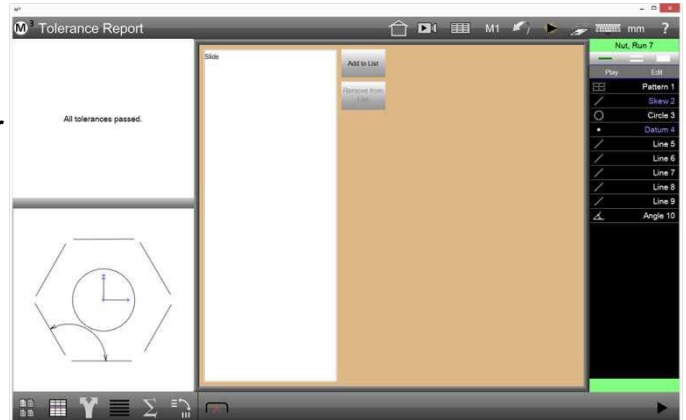 M³ Tolerance Report
M1
mm
?
All tolerances passed.
Slide
Add to List
Remove from
List
Nut, Run 7
Play Edit
Pattern 1
Skew 2
Circle 3
Datum 4
Line 5
Line 6
Line 7
Line 8
Line 9
Angle 10